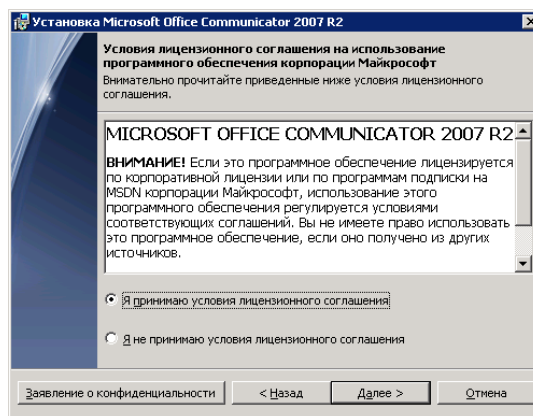 Установка Microsoft Office Communicator 2007 R2
Условия лицензионного соглашения на использование
программного обеспечения корпорации Майкрософт
Внимательно прочитайте приведенные ниже условия лицензионного
соглашения.
MICROSOFT OFFICE COMMUNICATOR 2007 R2
ВНИМАНИЕ! Если это программное обеспечение лицензируется
по корпоративной лицензии или по программам подписки на
MSDN корпорации Майкрософт, использование этого
программного обеспечения регулируется условиями
соответствующих соглашений. Вы не имеете право использовать
это программное обеспечение, если оно получено из других
источников.
Я принимаю условия лицензионного соглашения
Я не принимаю условия лицензионного соглашения
Заявление о конфиденциальности
< Назад
Далее >
Отмена